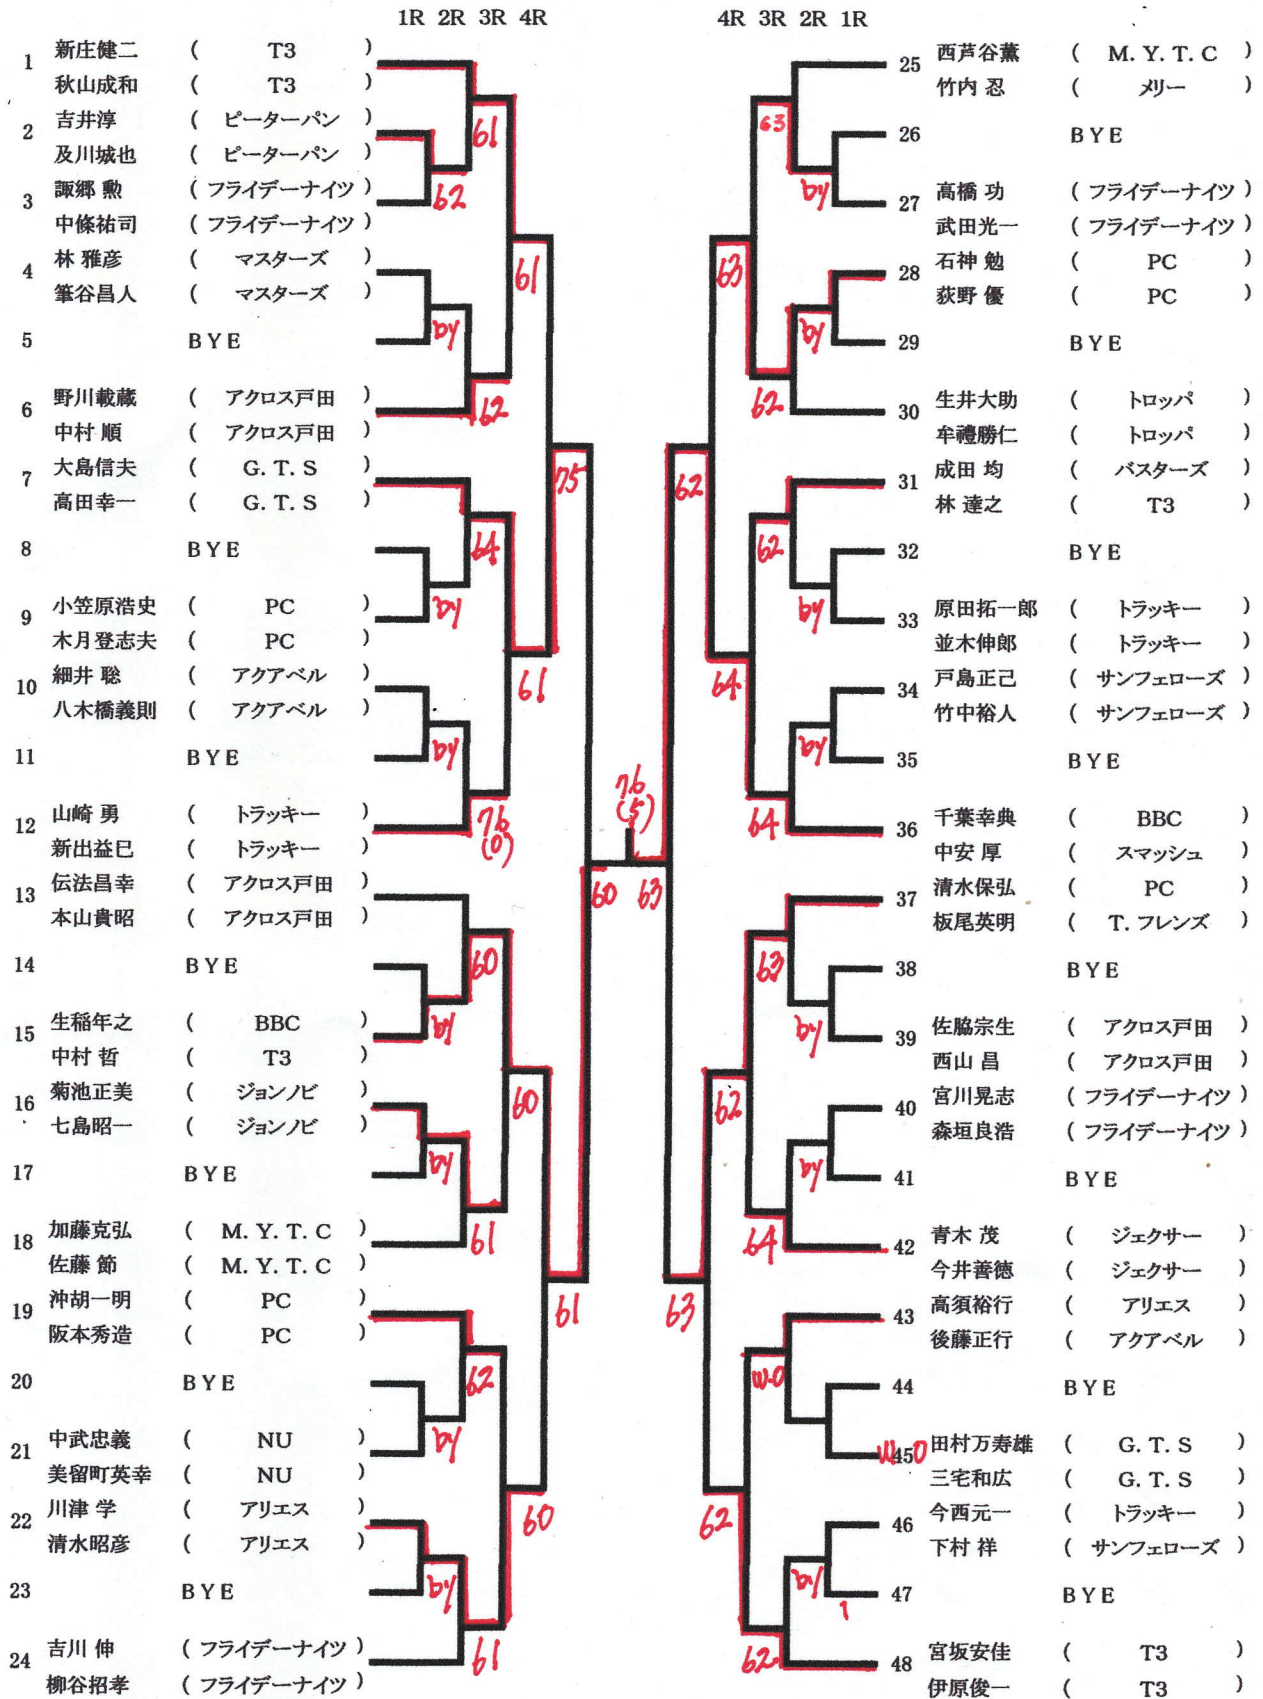 1R 2R 3R 4R
4R 3R 2R 1R
1 新庄健二 ( T3 )
秋山成和 ( T3 )
2 吉井淳 ( ピーターパン )
及川城也 ( ピーターパン )
3 諏郷 勲 ( フライデーナイツ )
中條祐司 ( フライデーナイツ )
4 林 雅彦 ( マスターズ )
筆谷昌人 ( マスターズ )
5 BYE
6 野川載蔵 ( アクロス戸田 )
中村 順 ( アクロス戸田 )
7 大島信夫 ( G. T. S )
高田幸一 ( G. T. S )
8 BYE
9 小笠原浩史 ( PC )
木月登志夫 ( PC )
10 細井 聡 ( アクアベル )
八木橋義則 ( アクアベル )
11 BYE
12 山崎 勇 ( トラッキー )
新出益巳 ( トラッキー )
13 伝法昌幸 ( アクロス戸田 )
本山貴昭 ( アクロス戸田 )
14 BYE
15 生稲年之 ( BBC )
中村 哲 ( T3 )
16 菊池正美 ( ジョンノビ )
七島昭一 ( ジョンノビ )
17 BYE
18 加藤克弘 ( M. Y. T. C )
佐藤 節 ( M. Y. T. C )
19 沖胡一明 ( PC )
阪本秀造 ( PC )
20 BYE
21 中武忠義 ( NU )
美留町英幸 ( NU )
22 川津 学 ( アリエス )
清水昭彦 ( アリエス )
23 BYE
24 吉川 伸 ( フライデーナイツ )
柳谷招孝 ( フライデーナイツ )
61
62
61
by
62
75
64
by
61
by
76
(0)
60
by
60
by
61
61
62
by
60
by
61
60 63
76
(5)
63
by
63
by
62
62
62
by
64
by
64
63
by
62
by
64
63
W.O
62
by
62
25 西芦谷薫 ( M. Y. T. C )
竹内 忍 ( メリー )
26 BYE
27 高橋 功 ( フライデーナイツ )
武田光一 ( フライデーナイツ )
28 石神 勉 ( PC )
荻野 優 ( PC )
29 BYE
30 生井大助 ( トロッパ )
牟禮勝仁 ( トロッパ )
31 成田 均 ( バスターズ )
林 達之 ( T3 )
32 BYE
33 原田拓一郎 ( トラッキー )
並木伸郎 ( トラッキー )
34 戸島正己 ( サンフェローズ )
竹中裕人 ( サンフェローズ )
35 BYE
36 千葉幸典 ( BBC )
中安 厚 ( スマッシュ )
37 清水保弘 ( PC )
板尾英明 ( T. フレンズ )
38 BYE
39 佐脇宗生 ( アクロス戸田 )
西山 昌 ( アクロス戸田 )
40 宮川晃志 ( フライデーナイツ )
森垣良浩 ( フライデーナイツ )
41 BYE
42 青木 茂 ( ジェクサー )
今井善徳 ( ジェクサー )
43 高須裕行 ( アリエス )
後藤正行 ( アクアベル )
44 BYE
W.O 45 田村万寿雄 ( G. T. S )
三宅和広 ( G. T. S )
46 今西元一 ( トラッキー )
下村 祥 ( サンフェローズ )
47 BYE
48 宮坂安佳 ( T3 )
伊原俊一 ( T3 )